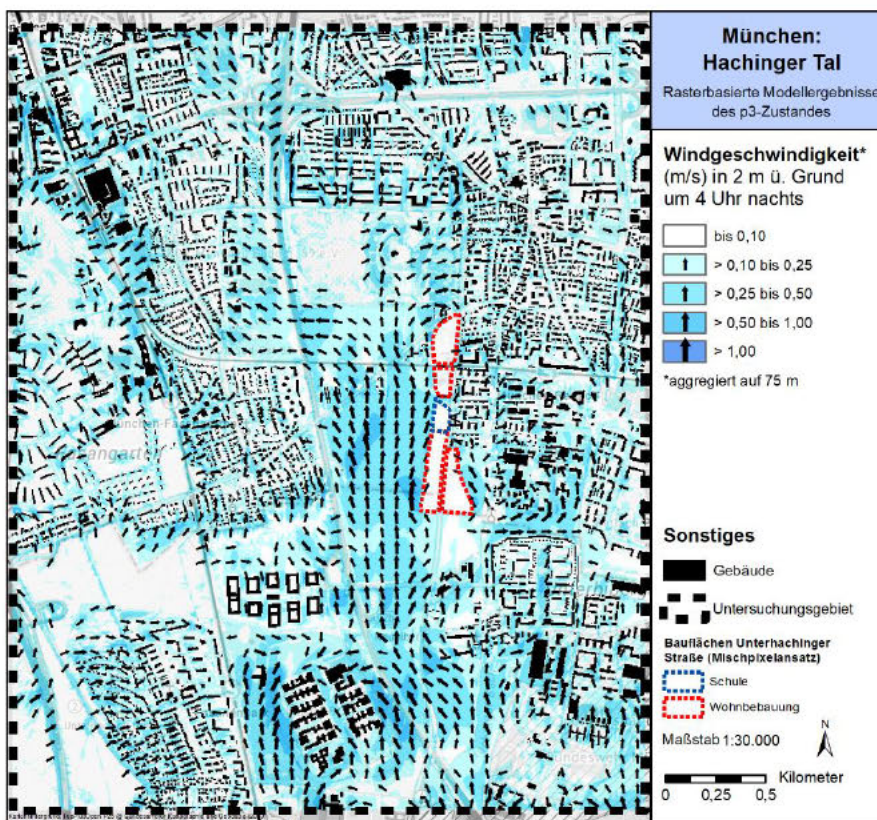 München:
Hachinger Tal
Rasterbasierte Modellergebnisse
des p3-Zustandes
Windgeschwindigkeit*
(m/s) in 2 m ü. Grund
um 4 Uhr nachts
bis 0,10
> 0,10 bis 0,25
> 0,25 bis 0,50
> 0,50 bis 1,00
> 1,00
*aggregiert auf 75 m
Sonstiges
Gebäude
Untersuchungsgebiet
Bauflächen Unterhachinger
Straße (Mischpixelansatz)
Schule
Wohnbebauung
Maßstab 1:30.000
N
Kilometer
0 0,25 0,5